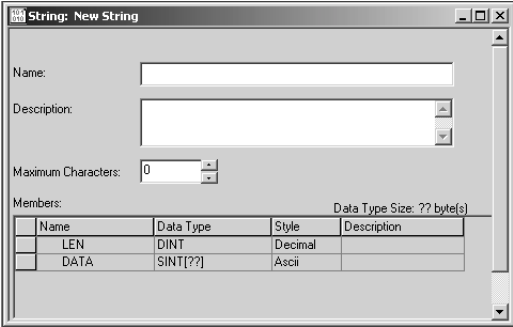 String: New String
Name:
Description:
Maximum Characters: 0
Members:
Data Type Size: ?? byte(s)
Name Data Type Style Description
LEN DINT Decimal
DATA SINT[??] Ascii